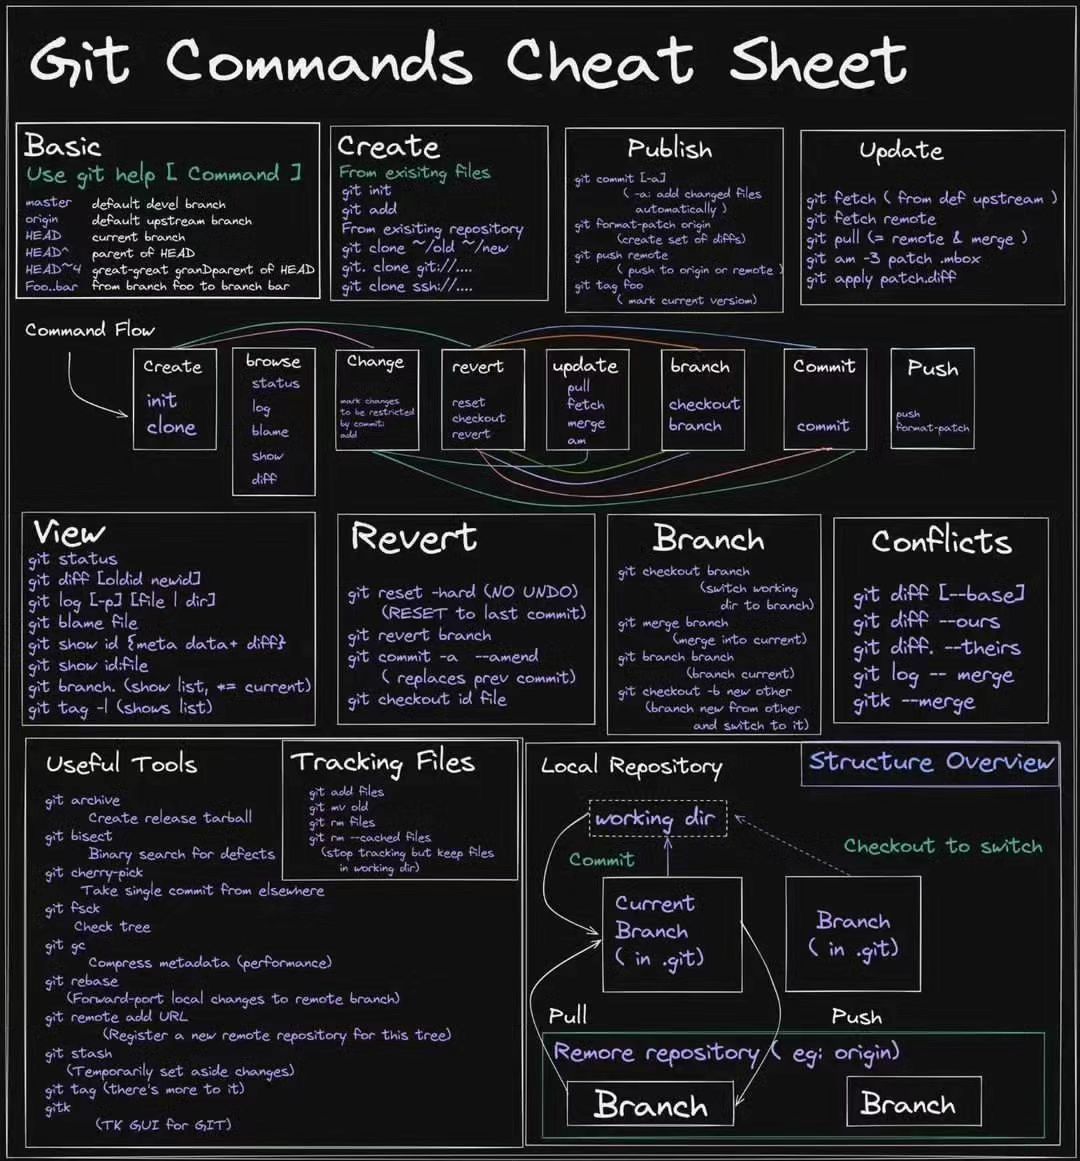 Git Commands Cheat Sheet
Basic
Use git help [ Command ]
master default devel branch
origin default upstream branch
HEAD current branch
HEAD^ parent of HEAD
HEAD~4 great-great granDparent of HEAD
Foo..bar from branch foo to branch bar
Create
From exisitng files
git init
git add
From exisiting repository
git clone ~/old ~/new
git. clone git://....
git clone ssh://....
Publish
git commit [-a]
( -a: add changed files
automatically )
git format-patch origin
(create set of diffs)
git push remote
( push to origin or remote )
git tag foo
( mark current versiom)
Update
git fetch ( from def upstream )
git fetch remote
git pull (= remote & merge )
git am -3 patch .mbox
git apply patch.diff
Command Flow
Create
init
clone
browse
status
log
blame
show
diff
Change
mark changes
to be restricted
by commit:
add
revert
reset
checkout
revert
update
pull
fetch
merge
am
branch
checkout
branch
Commit
commit
Push
push
format-patch
View
git status
git diff [oldid newid]
git log [-p] [file | dir]
git blame file
git show id {meta data+ diff}
git show id:file
git branch. (show list, *= current)
git tag -l (shows list)
Revert
git reset -hard (NO UNDO)
(RESET to last commit)
git revert branch
git commit -a --amend
( replaces prev commit)
git checkout id file
Branch
git checkout branch
(switch working
dir to branch)
git merge branch
(merge into current)
git branch branch
(branch current)
git checkout -b new other
(branch new from other
and switch to it)
Conflicts
git diff [--base]
git diff --ours
git diff. --theirs
git log -- merge
gitk --merge
Useful Tools
git archive
Create release tarball
git bisect
Binary search for defects
git cherry-pick
Take single commit from elsewhere
git fsck
Check tree
git gc
Compress metadata (performance)
git rebase
(Forward-port local changes to remote branch)
git remote add URL
(Register a new remote repository for this tree)
git stash
(Temporarily set aside changes)
git tag (there's more to it)
gitk
(TK GUI for GIT)
Tracking Files
git add files
git mv old
git rm files
git rm --cached files
(stop tracking but keep files
in working dir)
Local Repository
Structure Overview
working dir
Commit
Checkout to switch
Current
Branch
( in .git)
Branch
( in .git)
Pull
Push
Remore repository ( eg: origin)
Branch
Branch